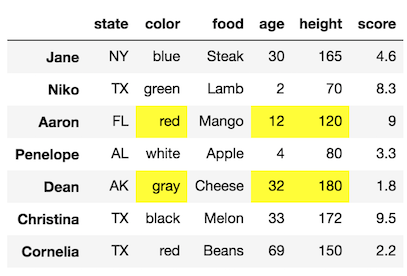 state color food age height score
Jane NY blue Steak 30 165 4.6
Niko TX green Lamb 2 70 8.3
Aaron FL red Mango 12 120 9
Penelope AL white Apple 4 80 3.3
Dean AK gray Cheese 32 180 1.8
Christina TX black Melon 33 172 9.5
Cornelia TX red Beans 69 150 2.2